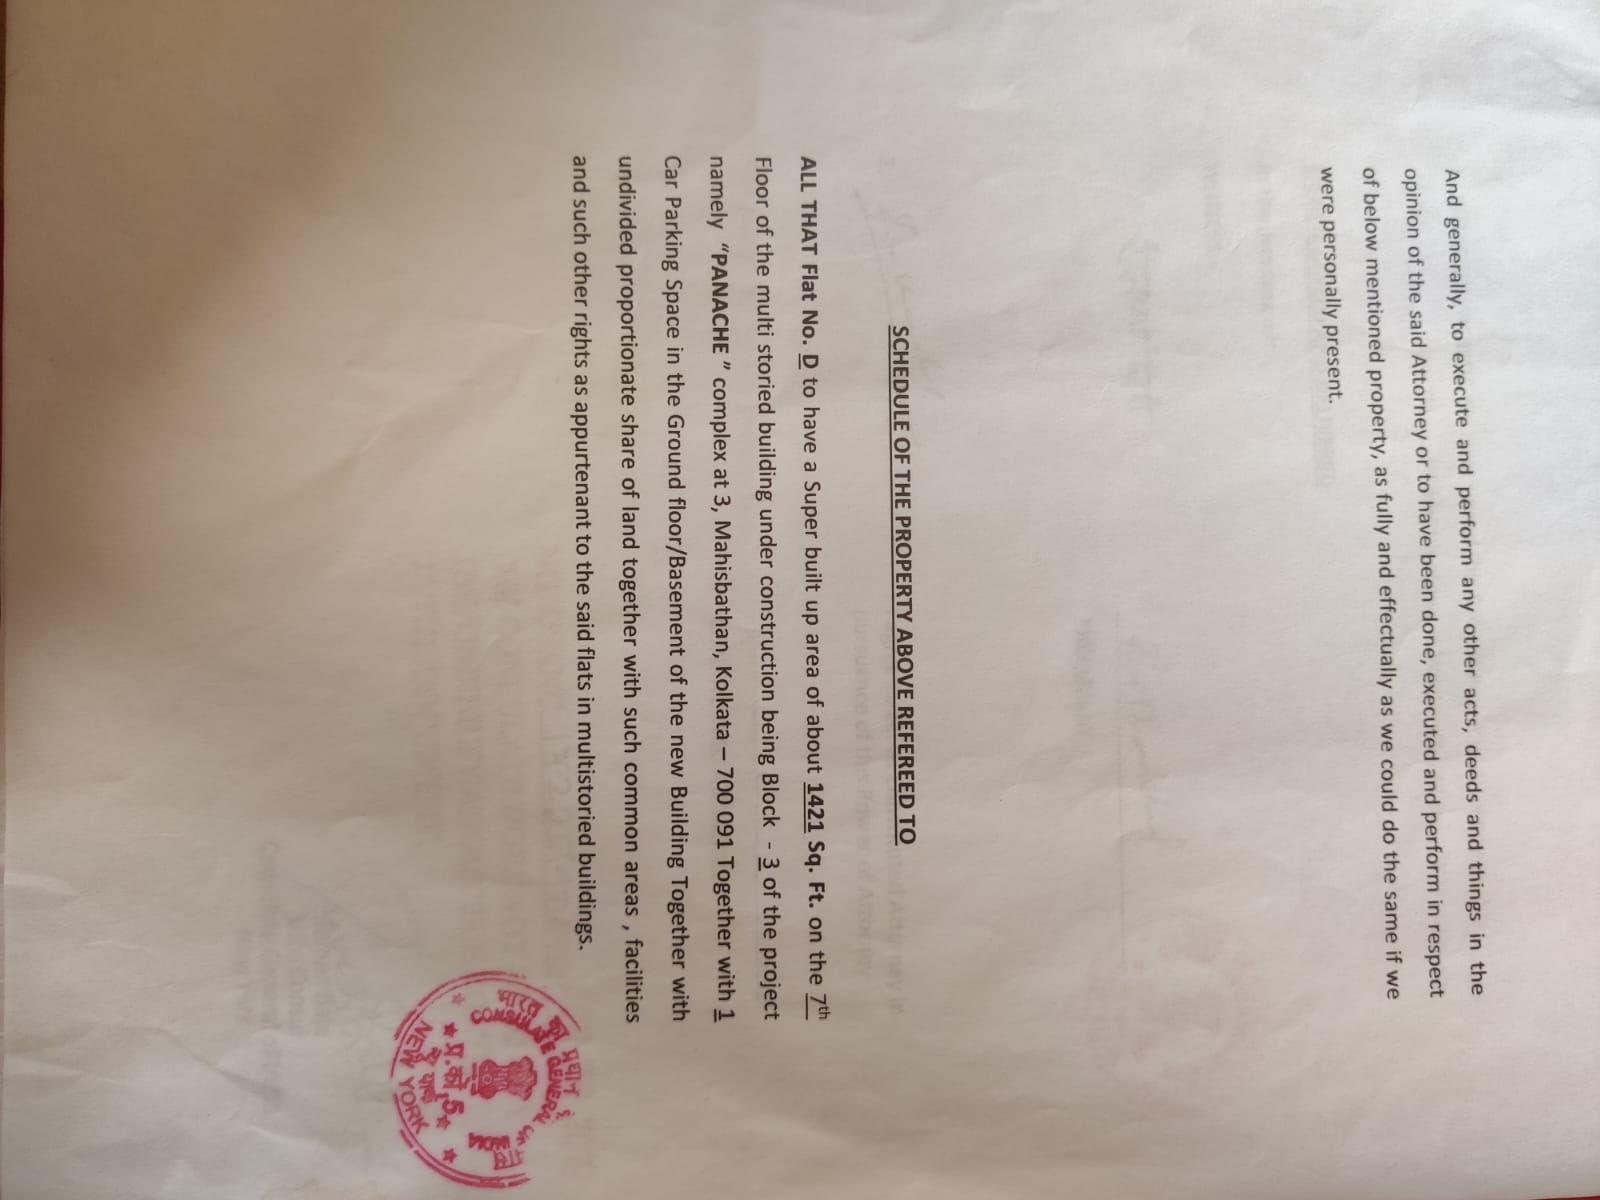 And generally, to execute and perform any other acts, deeds and things in the
opinion of the said Attorney or to have been done, executed and perform in respect
of below mentioned property, as fully and effectually as we could do the same if we
were personally present.
SCHEDULE OF THE PROPERTY ABOVE REFEREED TO
ALL THAT Flat No. D to have a Super built up area of about 1421 Sq. Ft. on the 7th
Floor of the multi storied building under construction being Block - 3 of the project
namely “PANACHE ” complex at 3, Mahisbathan, Kolkata – 700 091 Together with 1
Car Parking Space in the Ground floor/Basement of the new Building Together with
undivided proportionate share of land together with such common areas , facilities
and such other rights as appurtenant to the said flats in multistoried buildings.
भारत का प्रधान
CONSULATE GENERAL OF INDIA
प्र.कों.5
यार्क
NEW YORK